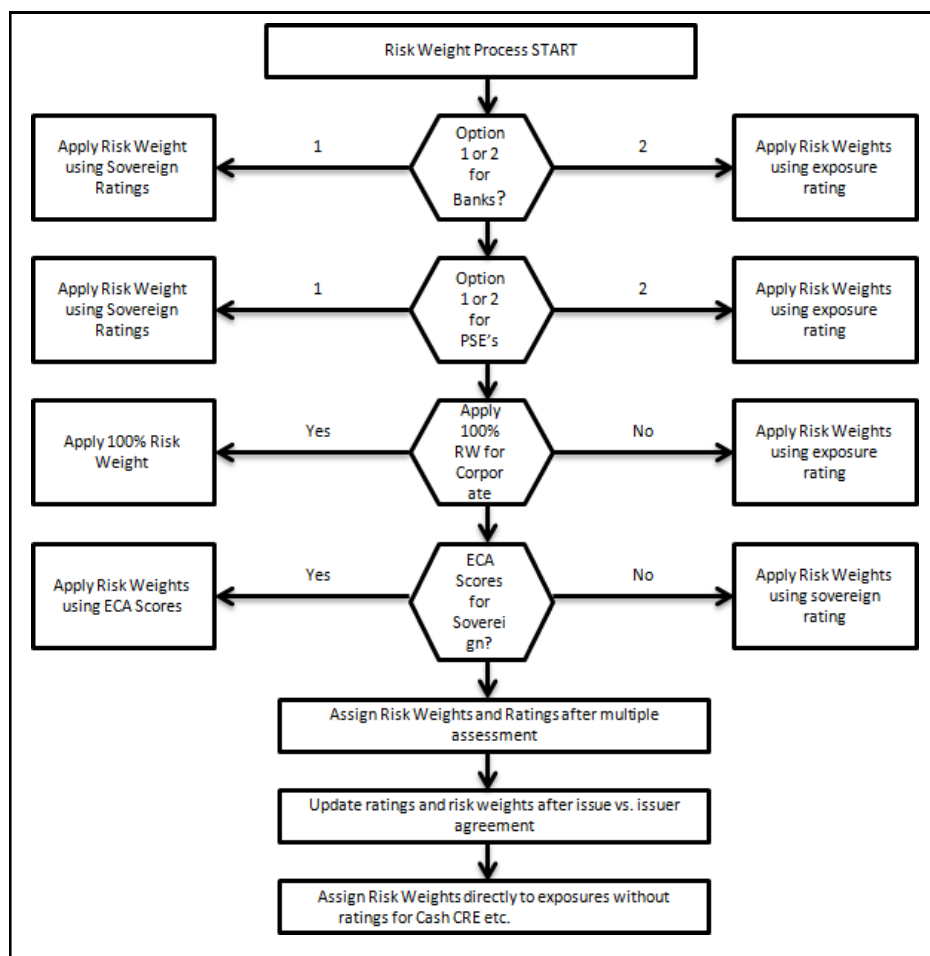 Risk Weight Process START
Option
1 or 2
for
Banks?
1
2
Apply Risk Weight
using Sovereign
Ratings
Apply Risk Weights
using exposure
rating
Option
1 or 2
for
PSE's
1
2
Apply Risk Weight
using Sovereign
Ratings
Apply Risk Weights
using exposure
rating
Apply
100%
RW for
Corpor
ate
Yes
No
Apply 100% Risk
Weight
Apply Risk Weights
using exposure
rating
ECA
Scores
for
Soverei
gn?
Yes
No
Apply Risk Weights
using ECA Scores
Apply Risk Weights
using sovereign
rating
Assign Risk Weights and Ratings after multiple
assessment
Update ratings and risk weights after issue vs. issuer
agreement
Assign Risk Weights directly to exposures without
ratings for Cash CRE etc.